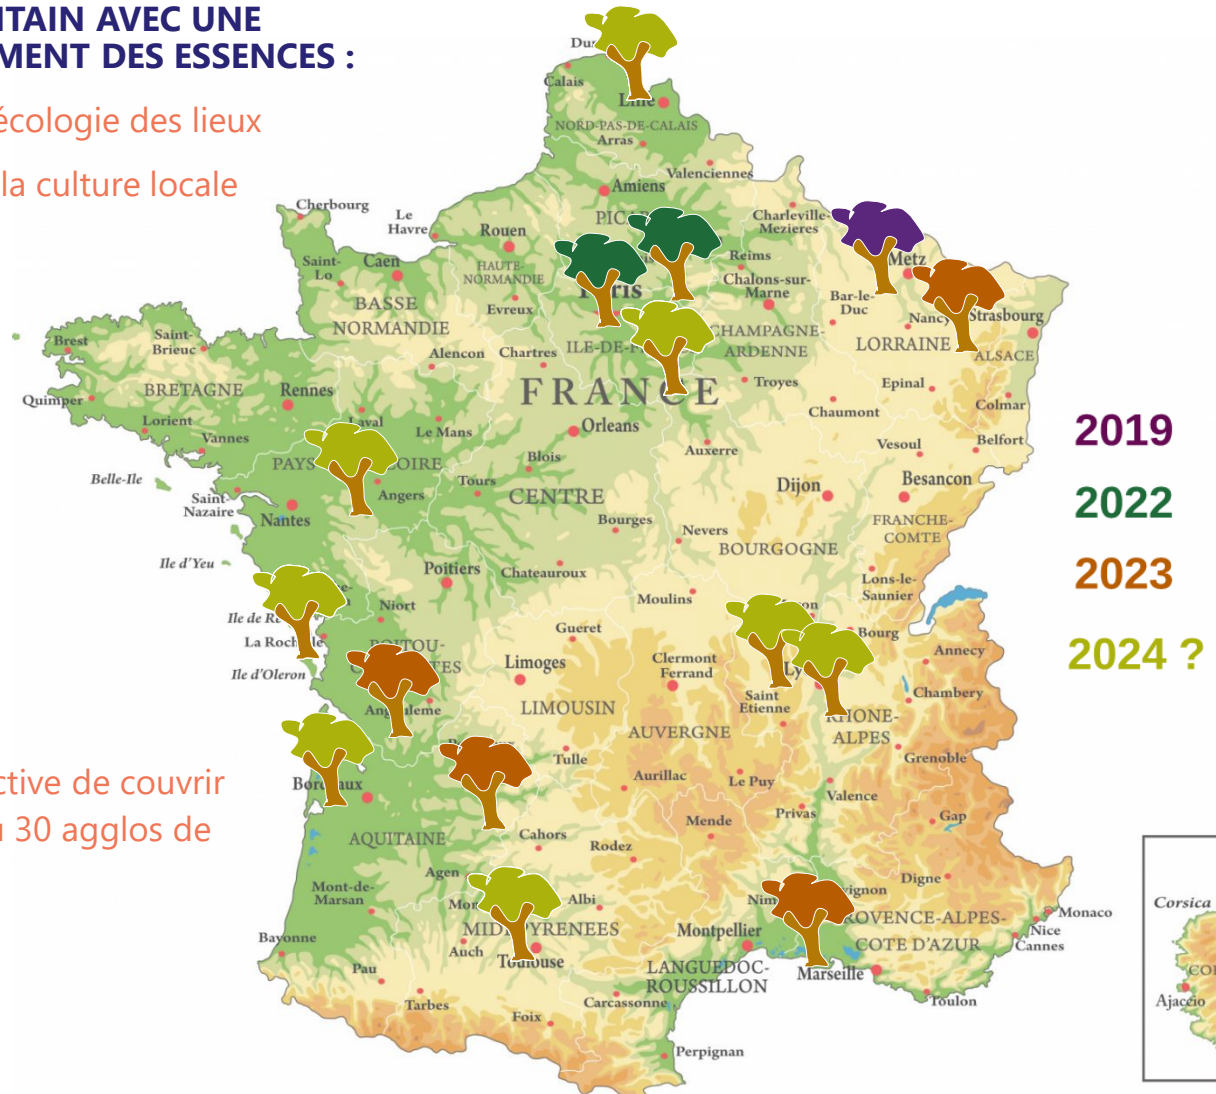 TAIN AVEC UNE
MENT DES ESSENCES :
écologie des lieux
la culture locale
ctive de couvrir
30 agglos de
Calais
Lille
NORD-PAS-DE-CALAIS
Arras
Valenciennes
Amiens
Cherbourg
Le
Havre
Rouen
Charleville-
Mezieres
Saint-
Lo
Caen
HAUTE-
NORMANDIE
Reims
Metz
Chalons-sur-
Marne
BASSE
NORMANDIE
Evreux
Bar-le-
Duc
Nancy
Strasbourg
Brest
Saint-
Brieuc
Alencon
Chartres
CHAMPAGNE-
ARDENNE
LORRAINE
ALSACE
BRETAGNE
Rennes
FRANCE
Troyes
Epinal
Quimper
Colmar
Chaumont
Lorient
Vannes
Laval
Le Mans
Orleans
Auxerre
Vesoul
Belfort
2019
Belle-Ile
Blois
Angers
Tours
CENTRE
Dijon
Besancon
2022
Saint-
Nazaire
Nantes
Bourges
Nevers
BOURGOGNE
FRANCHE-
COMTE
Ile d'Yeu
Poitiers
Chateauroux
Moulins
Lons-le-
Saunier
2023
Niort
Gueret
Bourg
Annecy
2024 ?
Ile d'Oleron
Limoges
Clermont
Ferrand
Saint
Etienne
Chambery
LIMOUSIN
AUVERGNE
RHONE-
ALPES
Tulle
Grenoble
Aurillac
Le Puy
Valence
Privas
AQUITAINE
Cahors
Mende
Gap
Rodez
Agen
Digne
Mont-de-
Marsan
Albi
Corsica
Monaco
Nice
Cannes
Bayonne
Auch
Toulouse
Montpellier
COTE D'AZUR
Pau
LANGUEDOC-
ROUSSILLON
Marseille
Tarbes
Foix
Carcassonne
Toulon
Ajaccio
Perpignan